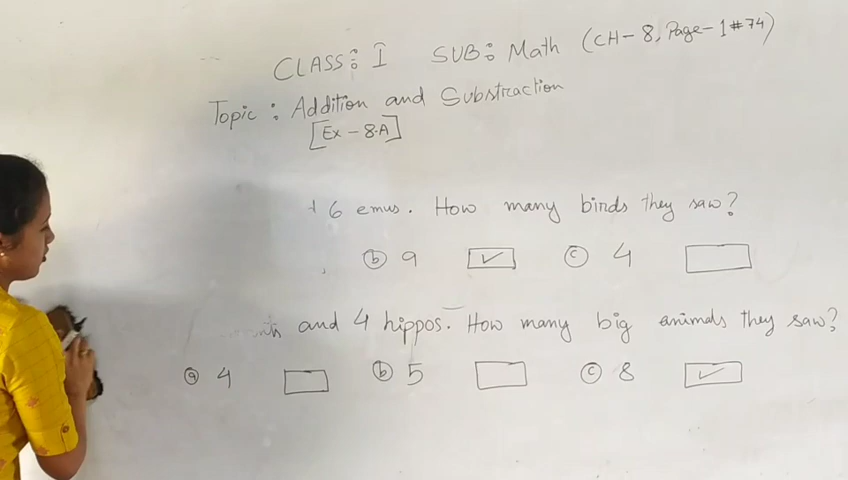 CLASS: I SUB: Math (CH-8, Page-1#74)
Topic: Addition and Substraction
[Ex - 8.A]
6 emus. How many birds they saw?
(b) 9 ✓ (c) 4
and 4 hippos. How many big animals they saw?
(a) 4 (b) 5 (c) 8 ✓